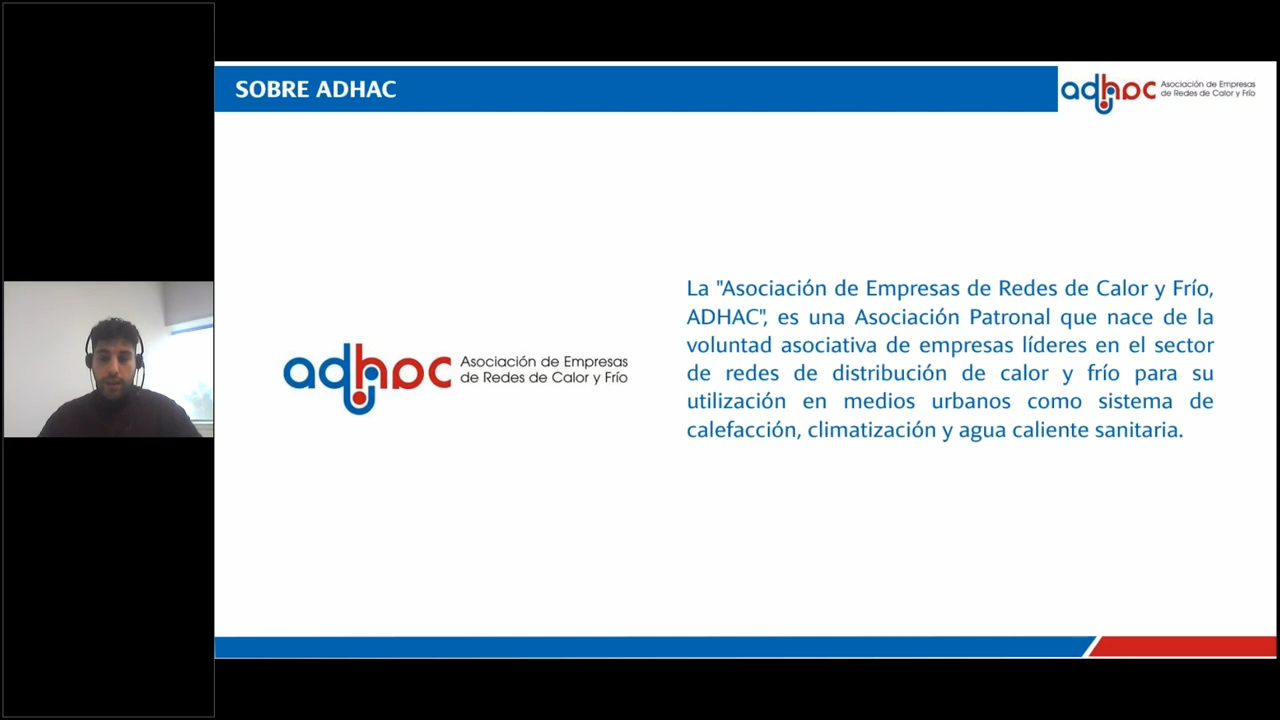 SOBRE ADHAC
adhac Asociación de Empresas
de Redes de Calor y Frío
adhac Asociación de Empresas
de Redes de Calor y Frío
La "Asociación de Empresas de Redes de Calor y Frío,
ADHAC", es una Asociación Patronal que nace de la
voluntad asociativa de empresas líderes en el sector
de redes de distribución de calor y frío para su
utilización en medios urbanos como sistema de
calefacción, climatización y agua caliente sanitaria.